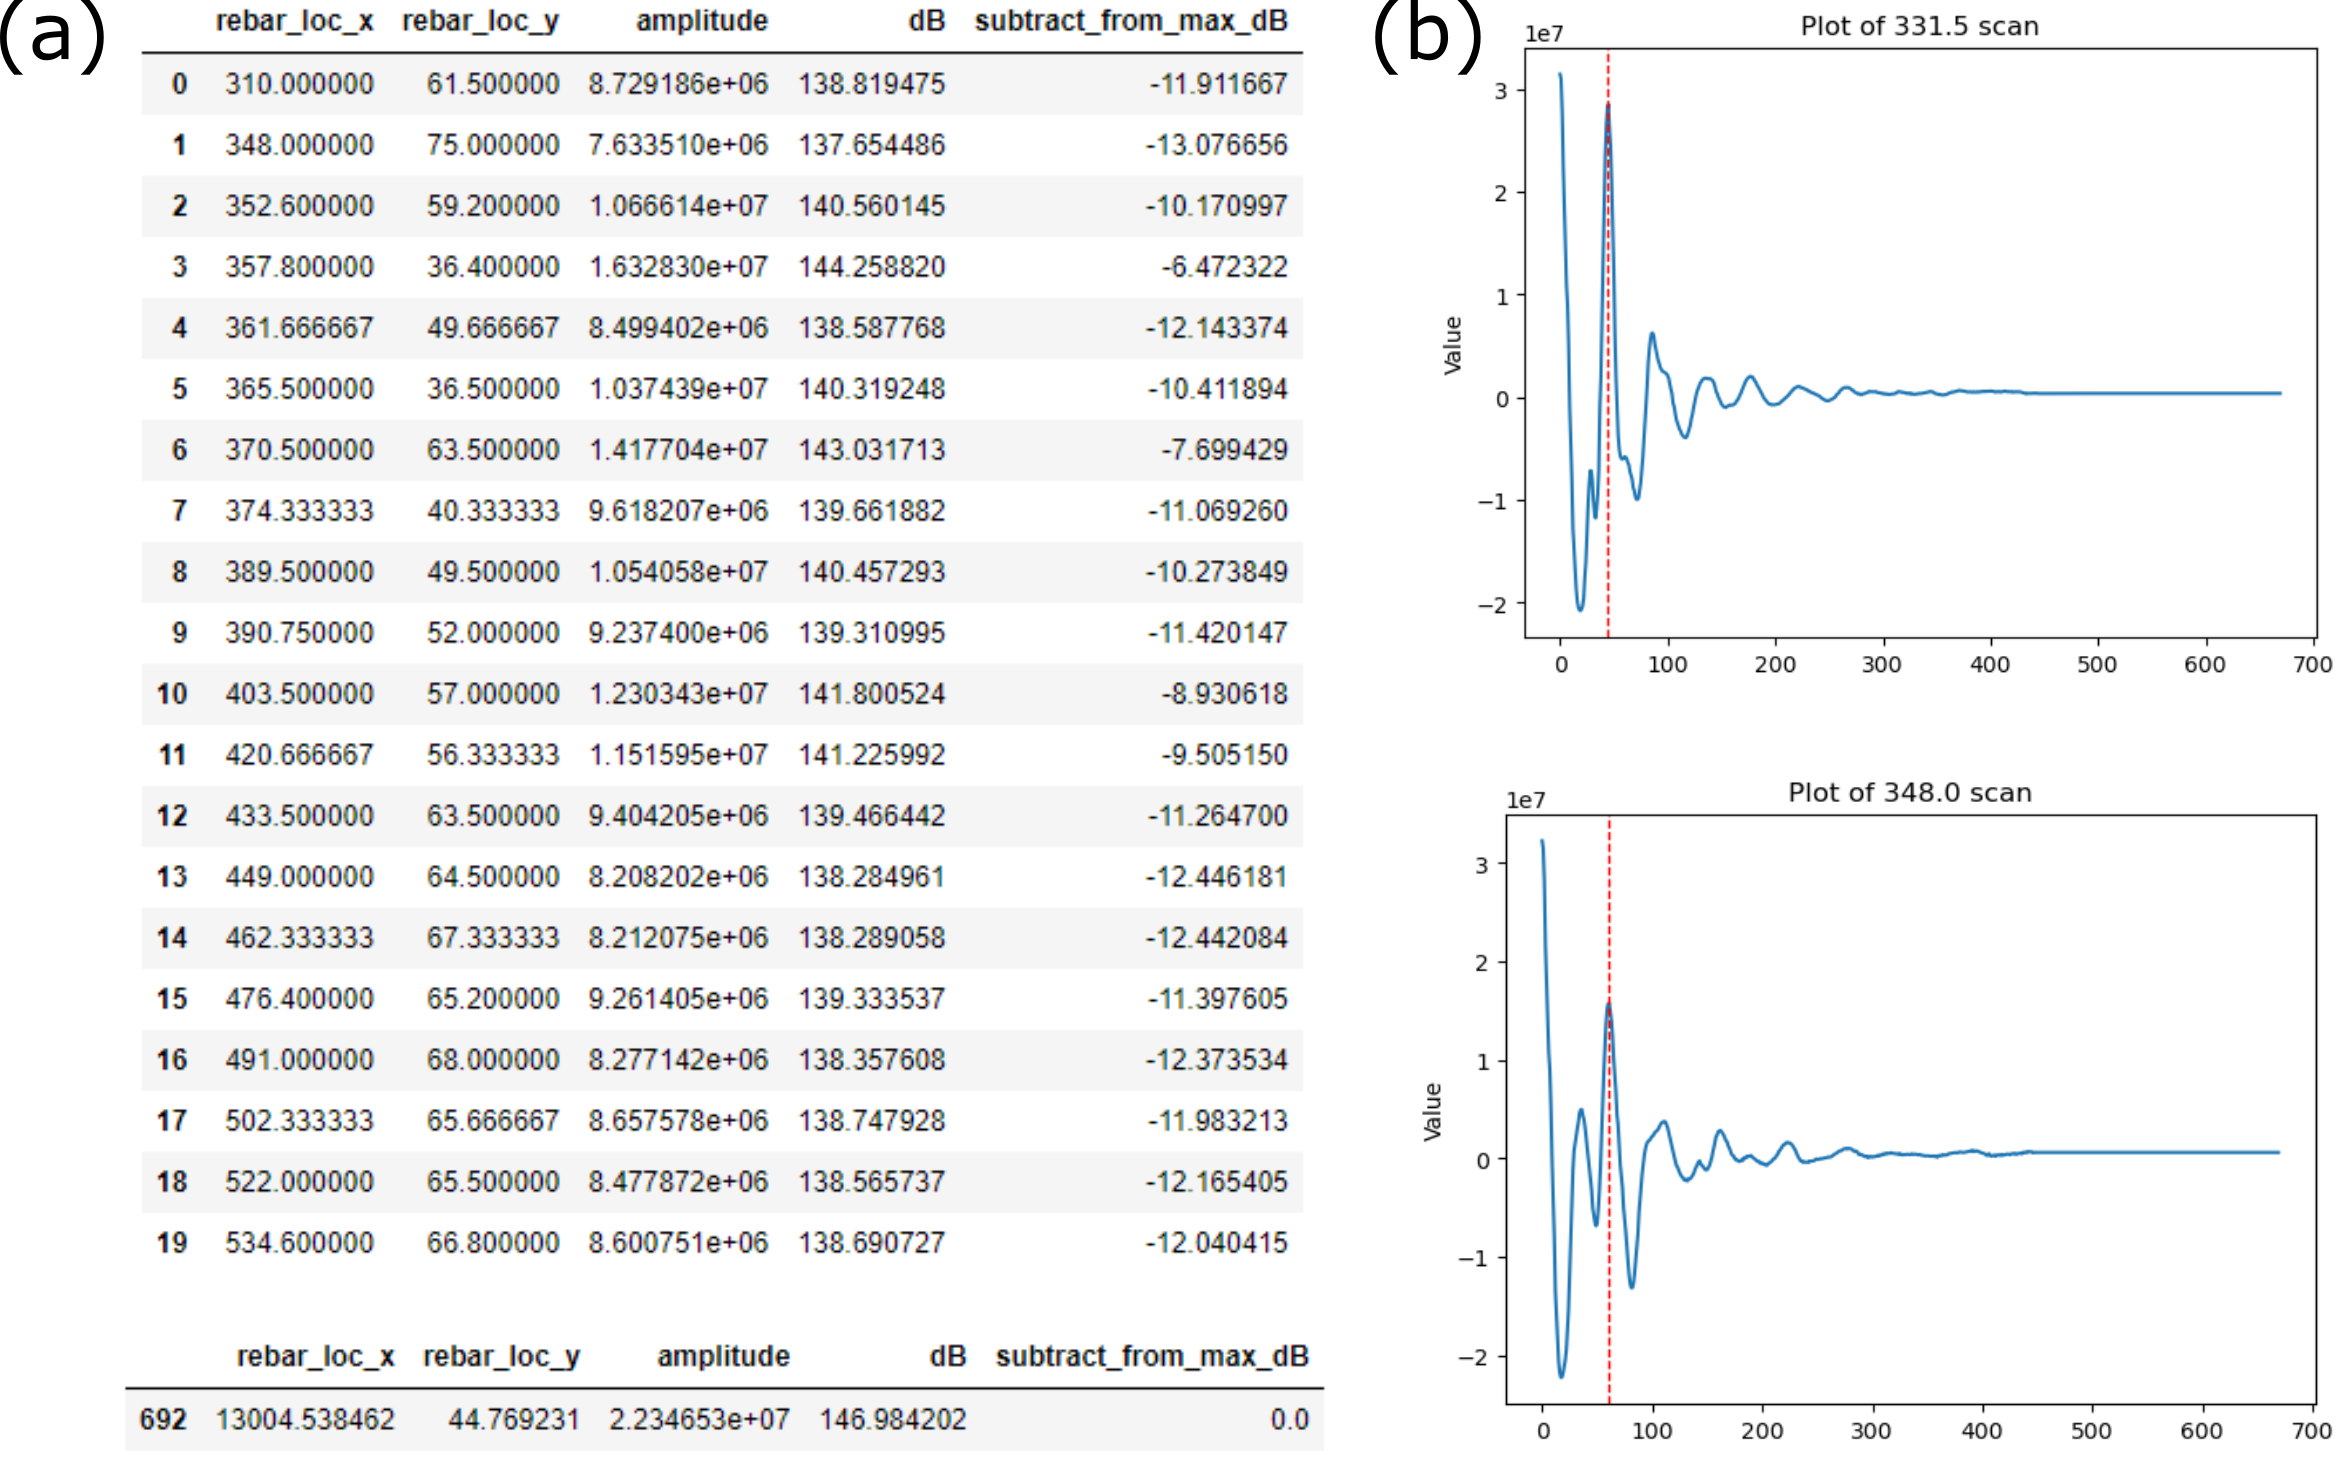 (a)
rebar_loc_x rebar_loc_y amplitude dB subtract_from_max_dB
0 310.000000 61.500000 8.729186e+06 138.819475 -11.911667
1 348.000000 75.000000 7.633510e+06 137.654486 -13.076656
2 352.600000 59.200000 1.066614e+07 140.560145 -10.170997
3 357.800000 36.400000 1.632830e+07 144.258820 -6.472322
4 361.666667 49.666667 8.499402e+06 138.587768 -12.143374
5 365.500000 36.500000 1.037439e+07 140.319248 -10.411894
6 370.500000 63.500000 1.417704e+07 143.031713 -7.699429
7 374.333333 40.333333 9.618207e+06 139.661882 -11.069260
8 389.500000 49.500000 1.054058e+07 140.457293 -10.273849
9 390.750000 52.000000 9.237400e+06 139.310995 -11.420147
10 403.500000 57.000000 1.230343e+07 141.800524 -8.930618
11 420.666667 56.333333 1.151595e+07 141.225992 -9.505150
12 433.500000 63.500000 9.404205e+06 139.466442 -11.264700
13 449.000000 64.500000 8.208202e+06 138.284961 -12.446181
14 462.333333 67.333333 8.212075e+06 138.289058 -12.442084
15 476.400000 65.200000 9.261405e+06 139.333537 -11.397605
16 491.000000 68.000000 8.277142e+06 138.357608 -12.373534
17 502.333333 65.666667 8.657578e+06 138.747928 -11.983213
18 522.000000 65.500000 8.477872e+06 138.565737 -12.165405
19 534.600000 66.800000 8.600751e+06 138.690727 -12.040415
rebar_loc_x rebar_loc_y amplitude dB subtract_from_max_dB
692 13004.538462 44.769231 2.234653e+07 146.984202 0.0
(b)
Plot of 331.5 scan
1e7
3
2
1
0
−1
−2
Value
0 100 200 300 400 500 600 700
Plot of 348.0 scan
1e7
3
2
1
0
−1
−2
Value
0 100 200 300 400 500 600 700